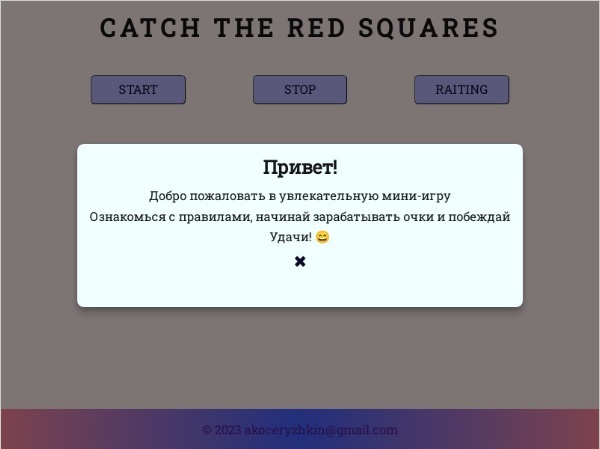 CATCH THE RED SQUARES
START
STOP
RAITING
Привет!
Добро пожаловать в увлекательную мини-игру
Ознакомься с правилами, начинай зарабатывать очки и побеждай
Удачи! 😄
✖
© 2023 akoceryzhkin@gmail.com